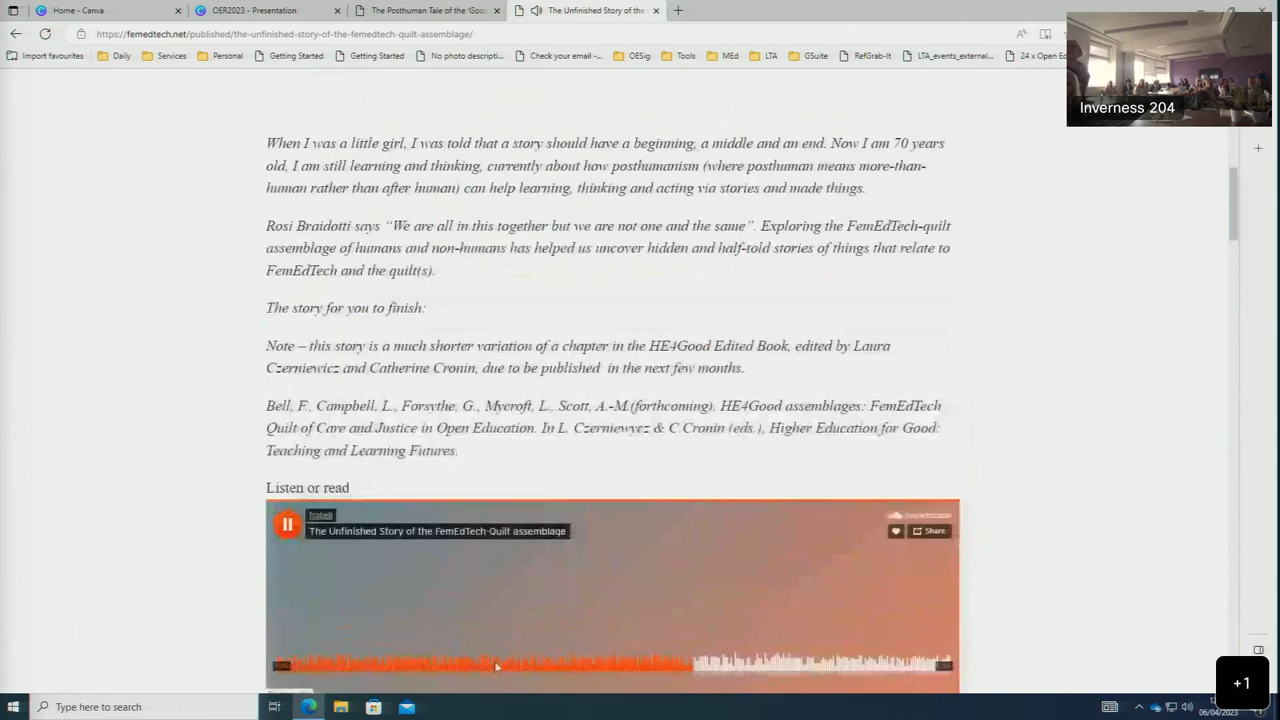 Home - Canva
OER2023 - Presentation
The Posthuman Tale of the 'Goo
The Unfinished Story of the
https://femedtech.net/published/the-unfinished-story-of-the-femedtech-quilt-assemblage/
Import favourites
Daily
Services
Personal
Getting Started
Getting Started
No photo descripti...
Check your email -...
OESig
Tools
MEd
LTA
GSuite
RefGrab-It
LTA_events_external...
24 x Open Ed
Inverness 204
When I was a little girl, I was told that a story should have a beginning, a middle and an end. Now I am 70 years
old, I am still learning and thinking, currently about how posthumanism (where posthuman means more-than-
human rather than after human) can help learning, thinking and acting via stories and made things.
Rosi Braidotti says “We are all in this together but we are not one and the same”. Exploring the FemEdTech-quilt
assemblage of humans and non-humans has helped us uncover hidden and half-told stories of things that relate to
FemEdTech and the quilt(s).
The story for you to finish:
Note – this story is a much shorter variation of a chapter in the HE4Good Edited Book, edited by Laura
Czerniewicz and Catherine Cronin, due to be published in the next few months.
Bell, F., Campbell, L., Forsythe, G., Mycroft, L., Scott, A.-M.(forthcoming). HE4Good assemblages: FemEdTech
Quilt of Care and Justice in Open Education. In L. Czerniewycz & C.Cronin (eds.), Higher Education for Good:
Teaching and Learning Futures.
Listen or read
frabell
The Unfinished Story of the FemEdTech-Quilt assemblage
Share
+1
Type here to search
06/04/2023